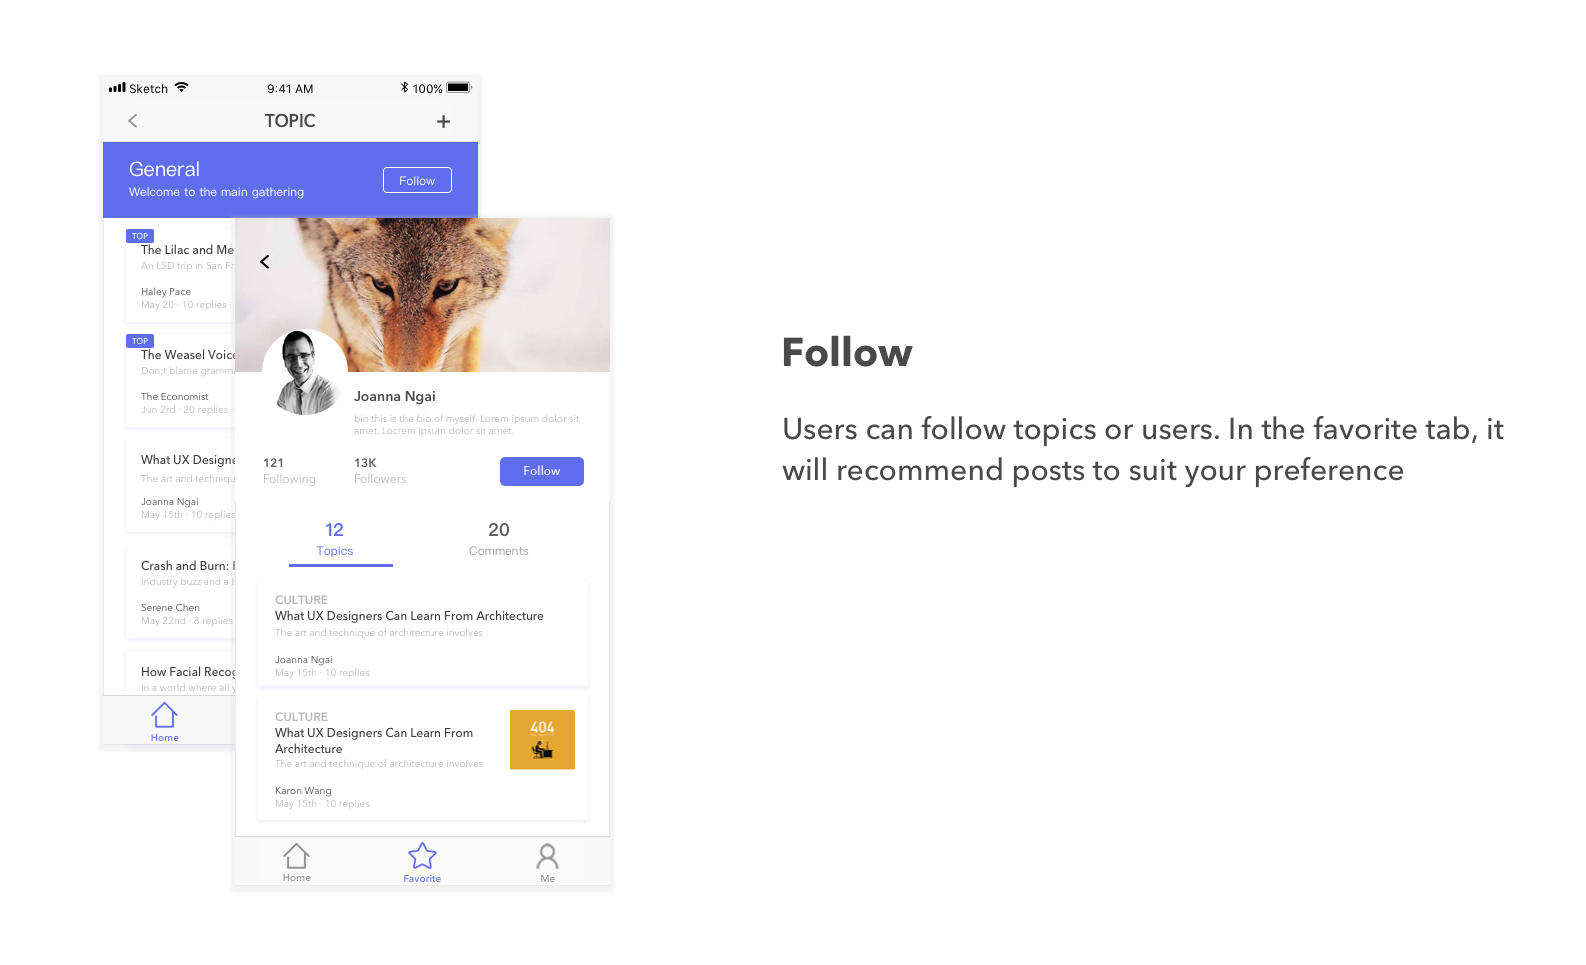 Sketch 9:41 AM 100%
TOPIC
General
Welcome to the main gathering
Follow
TOP
The Lilac and Me
An LSD trip in San Fr
Haley Pace
May 20 · 10 replies ·
TOP
The Weasel Voice
Don;t blame gramm
The Economist
Jun 2rd · 20 replies ·
What UX Designe
The art and techniqu
Joanna Ngai
May 15th · 10 replies
Crash and Burn:
Industry buzz and a
Serene Chen
May 22nd · 8 replies
How Facial Recog
In a world where all
Home
Joanna Ngai
bio this is the bio of myself. Lorem ipsum dolor sit
amet. Locrem ipsum dolor sit amet.
121
Following
13K
Followers
Follow
12
Topics
20
Comments
CULTURE
What UX Designers Can Learn From Architecture
The art and technique of architecture involves
Joanna Ngai
May 15th · 10 replies
CULTURE
What UX Designers Can Learn From
Architecture
The art and technique of architecture involves
Karon Wang
May 15th · 10 replies
404
Home
Favorite
Me
Follow
Users can follow topics or users. In the favorite tab, it
will recommend posts to suit your preference